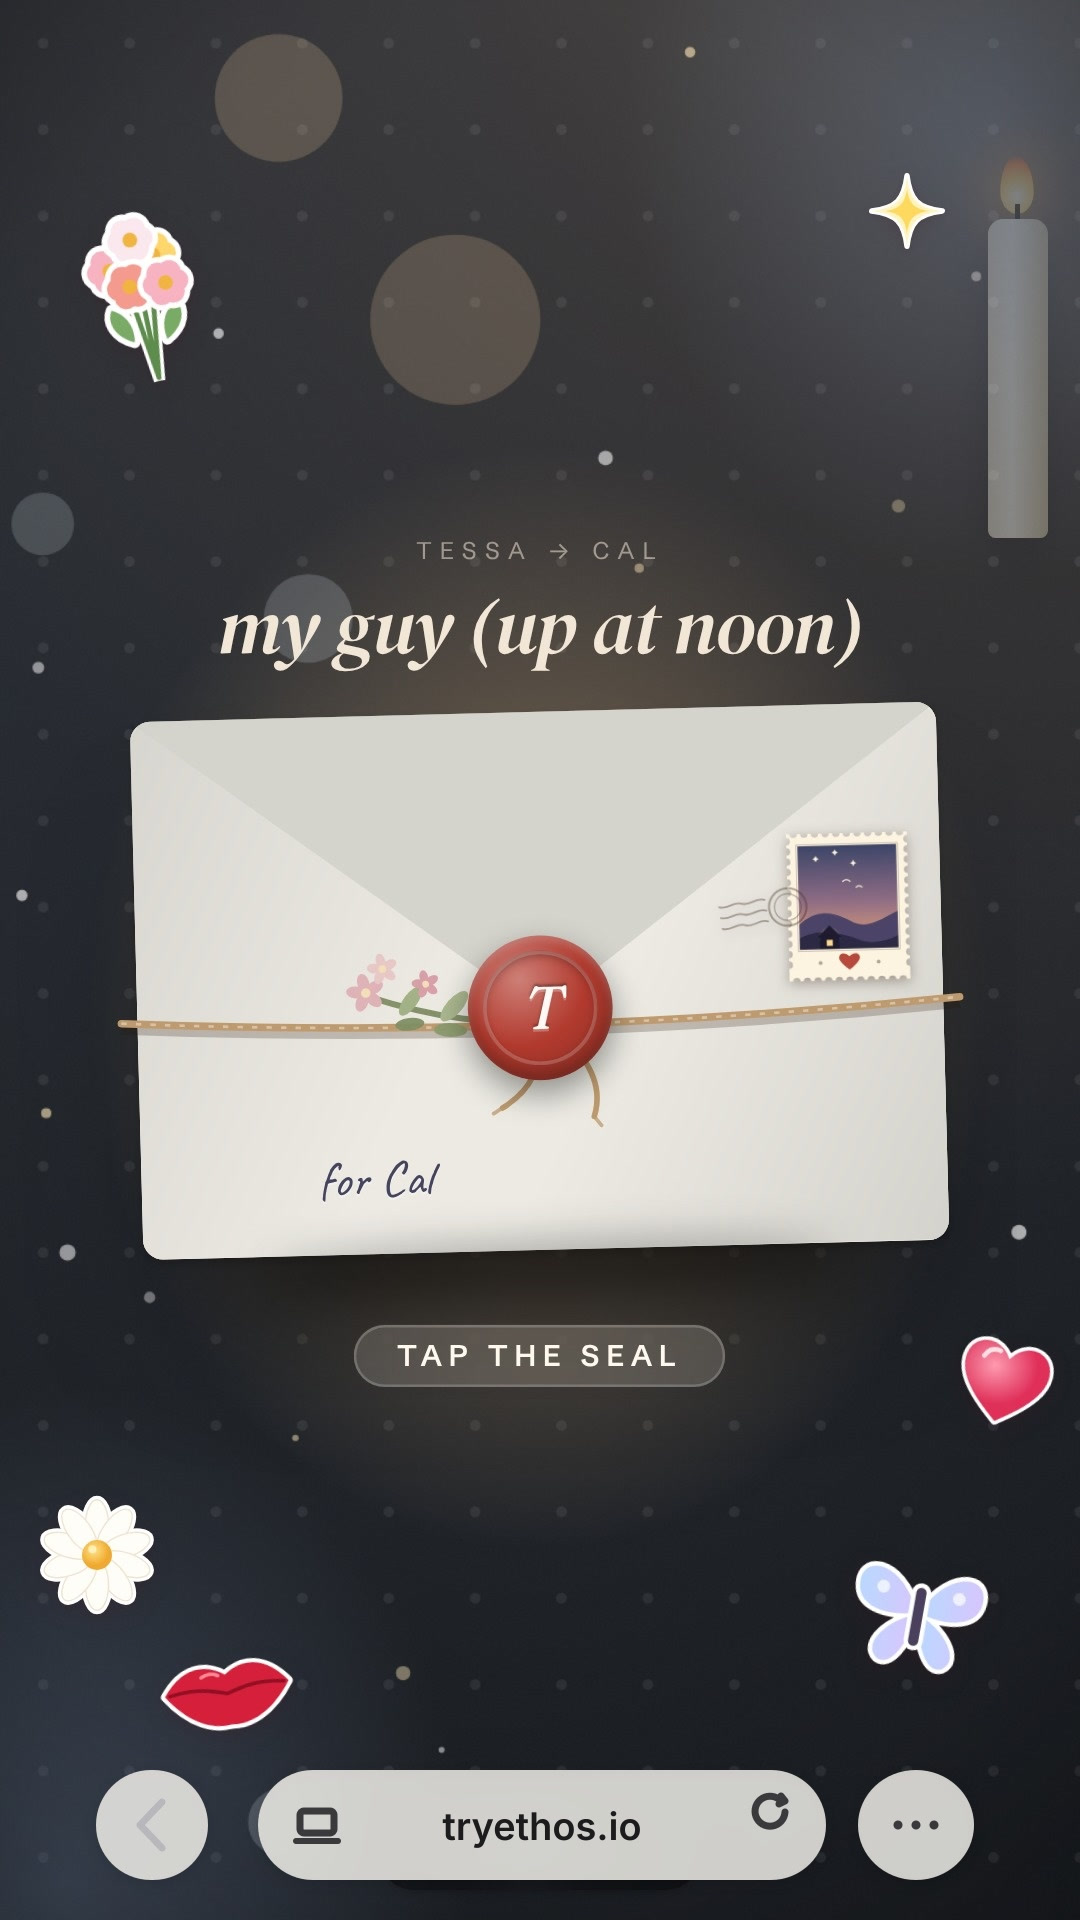 TESSA → CAL
my guy (up at noon)
T
for Cal
TAP THE SEAL
tryethos.io